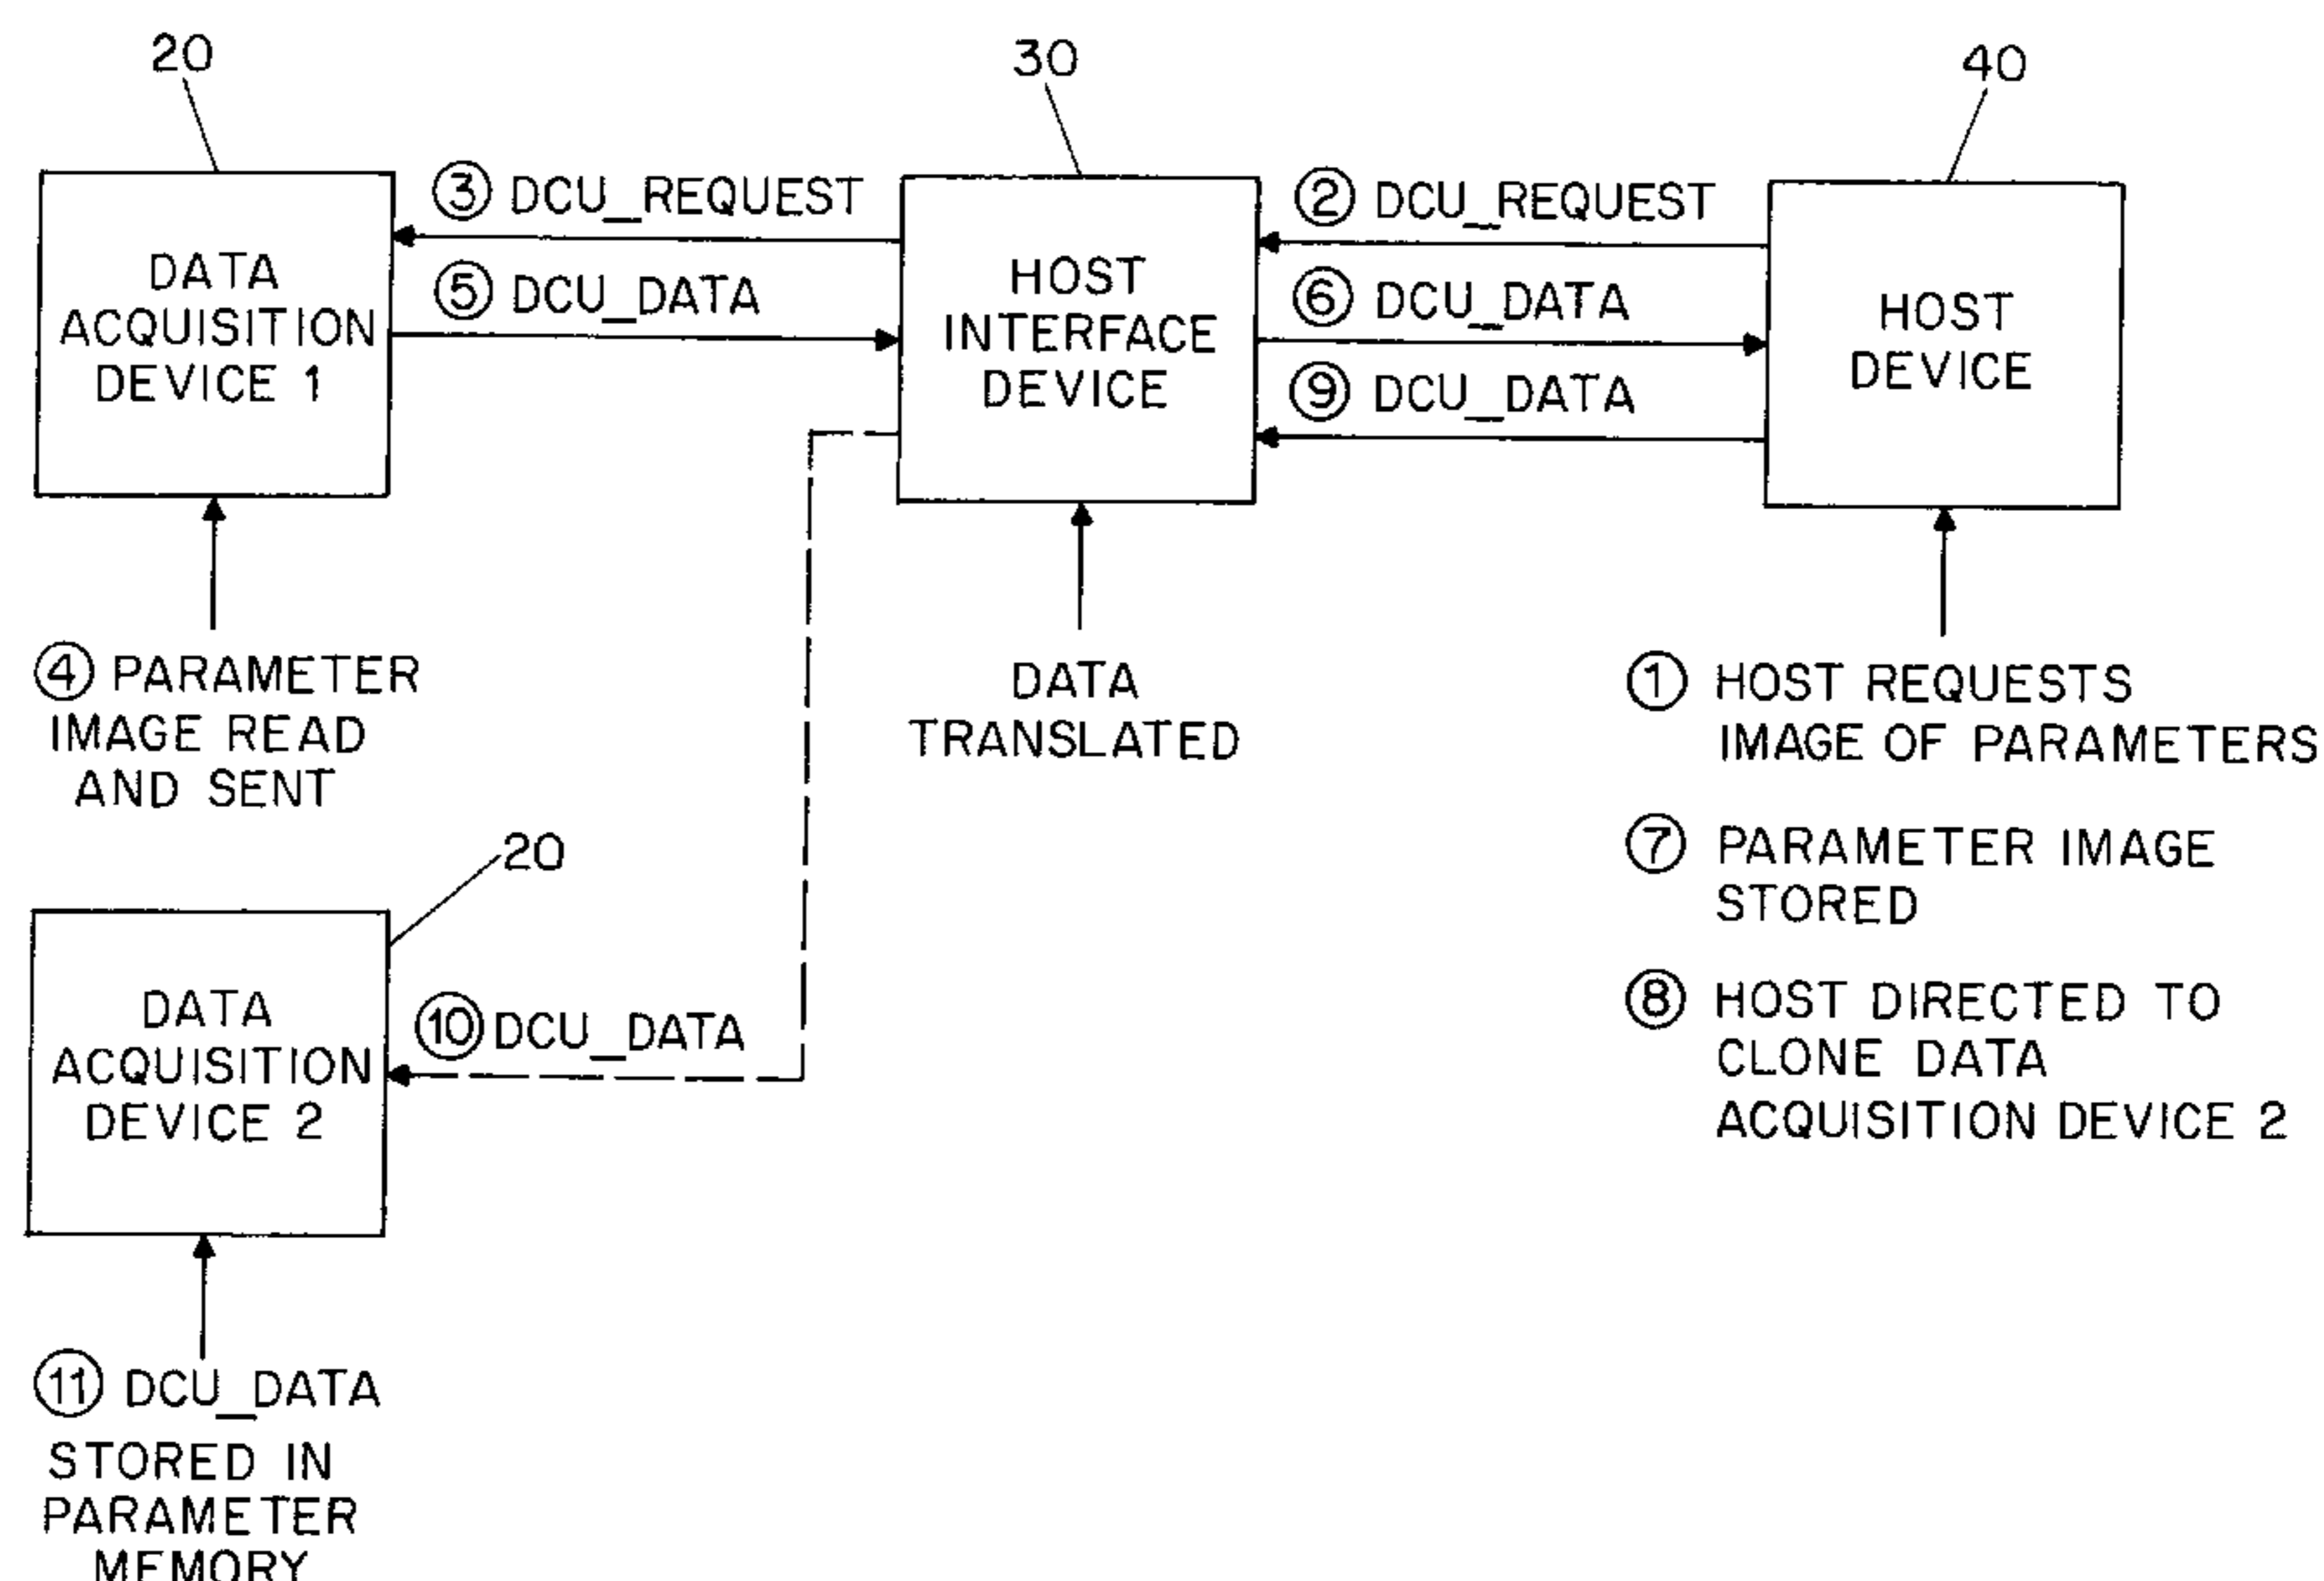 20
30
40
③ DCU_REQUEST
② DCU_REQUEST
DATA
ACQUISITION
DEVICE 1
⑤ DCU_DATA
HOST
INTERFACE
DEVICE
⑥ DCU_DATA
⑨ DCU_DATA
HOST
DEVICE
④ PARAMETER
IMAGE READ
AND SENT
DATA
TRANSLATED
① HOST REQUESTS
IMAGE OF PARAMETERS
⑦ PARAMETER IMAGE
STORED
⑧ HOST DIRECTED TO
CLONE DATA
ACQUISITION DEVICE 2
20
DATA
ACQUISITION
DEVICE 2
⑩ DCU_DATA
⑪ DCU_DATA
STORED IN
PARAMETER
MEMORY